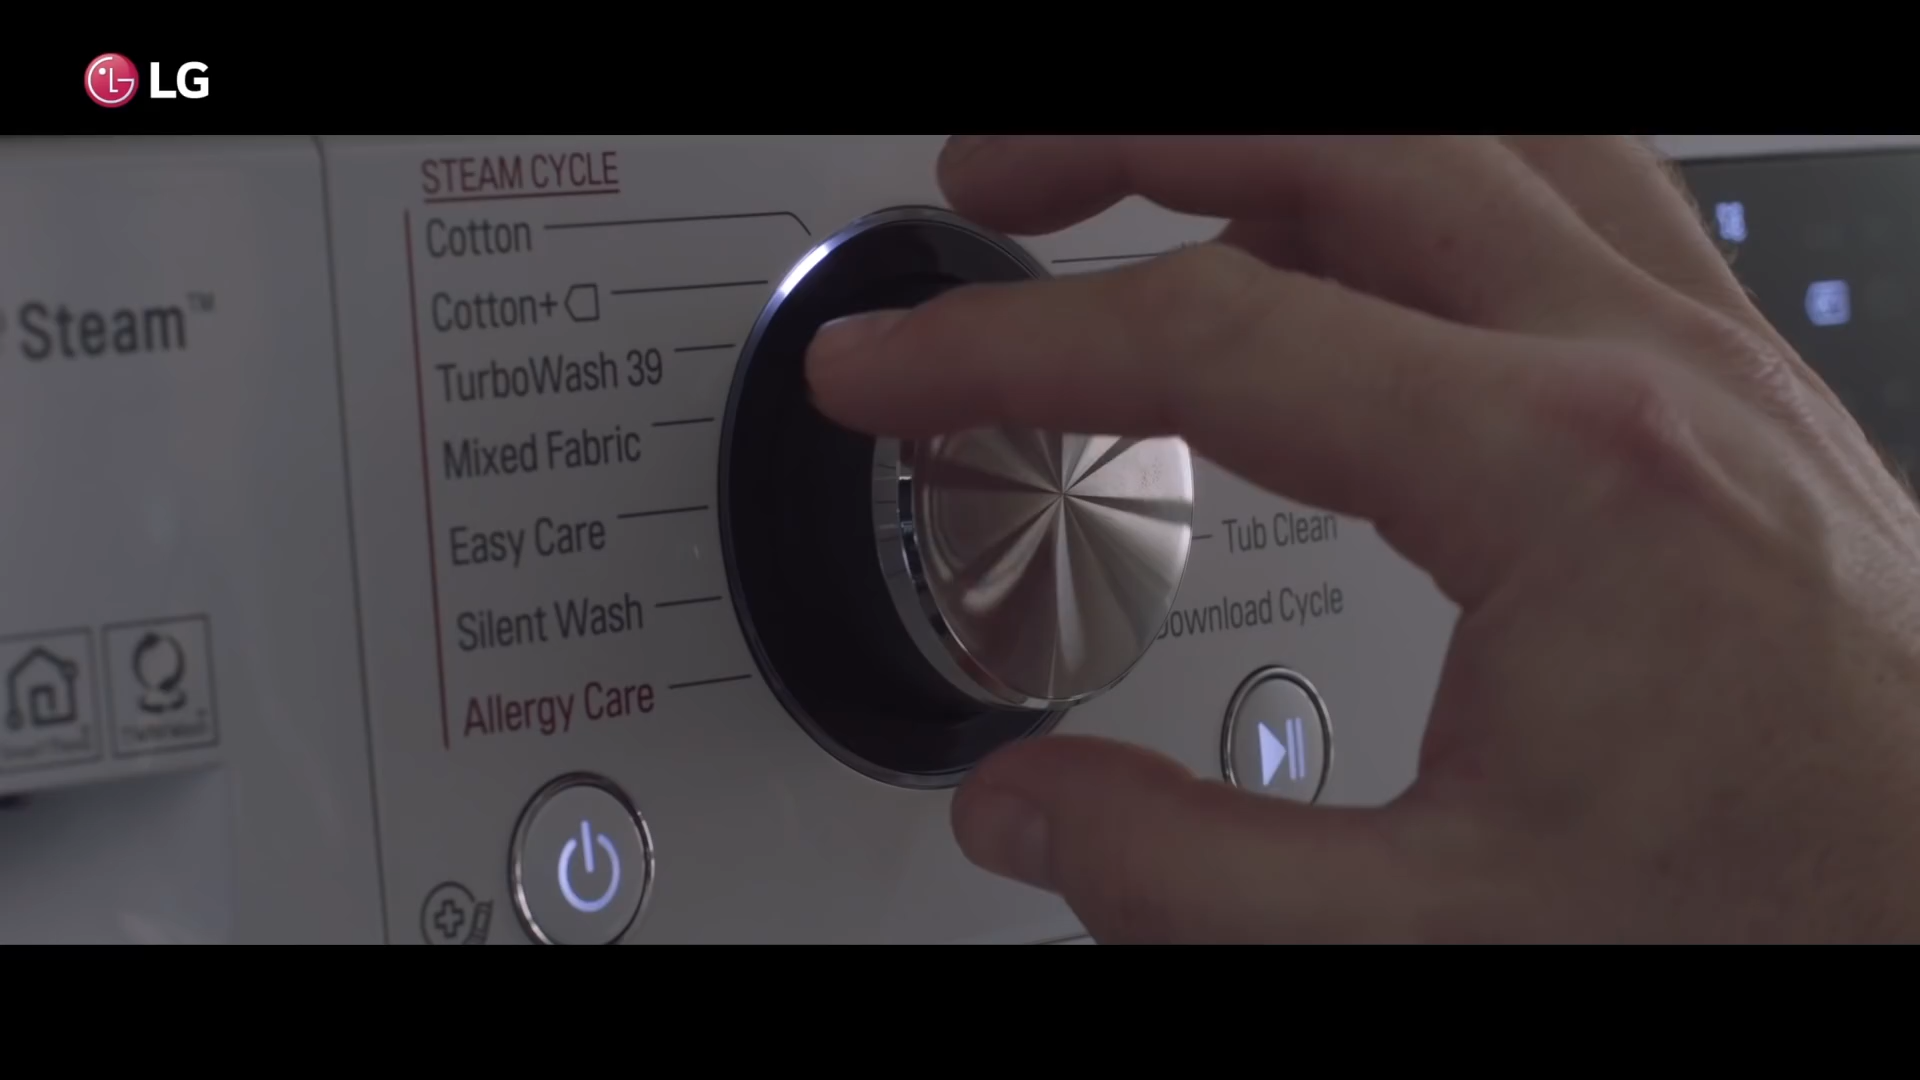 LG
STEAM CYCLE
Cotton
Cotton+
TurboWash 39
Mixed Fabric
Easy Care
Silent Wash
Allergy Care
Steam™
Tub Clean
Download Cycle